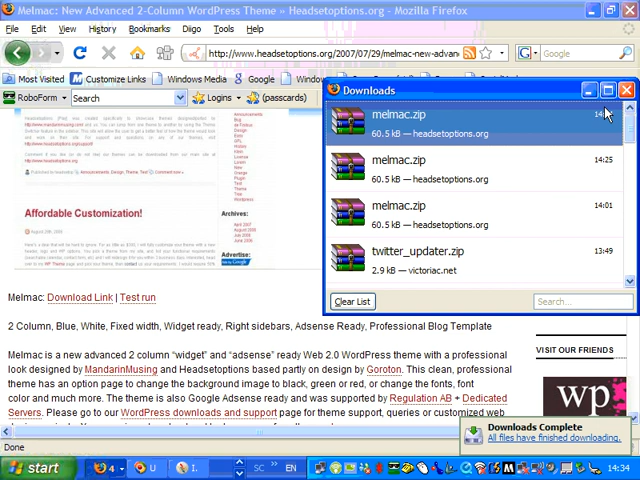 Melmac: New Advanced 2-Column WordPress Theme » Headsetoptions.org - Mozilla Firefox
File Edit View History Bookmarks Diigo Tools Help
http://www.headsetoptions.org/2007/07/29/melmac-new-advan
Google
Most Visited Customize Links Windows Media Google Window
RoboForm Search Logins (passcards)
Downloads
melmac.zip 14:
60.5 kB — headsetoptions.org
melmac.zip 14:25
60.5 kB — headsetoptions.org
melmac.zip 14:01
60.5 kB — headsetoptions.org
twitter_updater.zip 13:49
2.9 kB — victoriac.net
Clear List Search...
Affordable Customization!
Archives:
Advertise:
Melmac: Download Link | Test run
2 Column, Blue, White, Fixed width, Widget ready, Right sidebars, Adsense Ready, Professional Blog Template
Melmac is a new advanced 2 column “widget” and “adsense” ready Web 2.0 WordPress theme with a professional
look designed by MandarinMusing and Headsetoptions based partly on design by Goroton. This clean, professional
theme has an option page to change the background image to black, green or red, or change the fonts, font
color and much more. The theme is also Google Adsense ready and was supported by Regulation AB + Dedicated
Servers. Please go to our WordPress downloads and support page for theme support, queries or customized web
VISIT OUR FRIENDS
wp
Downloads Complete
All files have finished downloading.
Done
start 4 U I. SC » EN 14:34